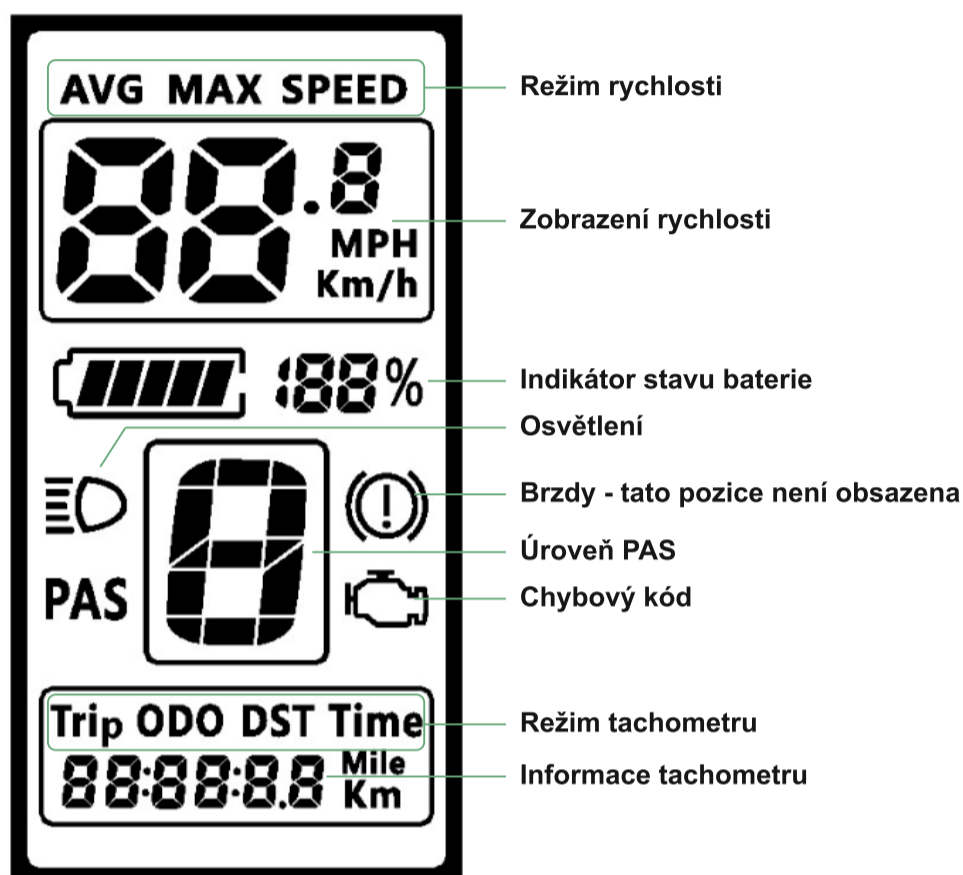 AVG MAX SPEED
Režim rychlosti
88.8
Zobrazení rychlosti
MPH
Km/h
188%
Indikátor stavu baterie
Osvětlení
Brzdy - tato pozice není obsazena
Úroveň PAS
8
PAS
Chybový kód
Trip ODO DST Time
Režim tachometru
88:88:8.8
Mile
Km
Informace tachometru